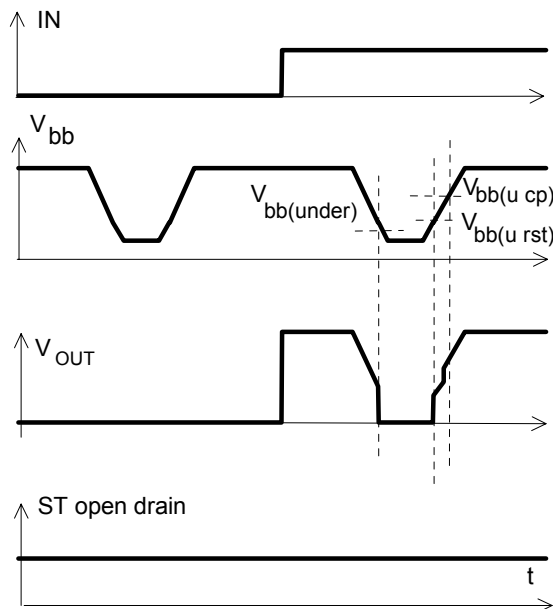 IN
V bb
V bb(u cp)
V bb(under)
V bb(u rst)
V OUT
ST open drain
t